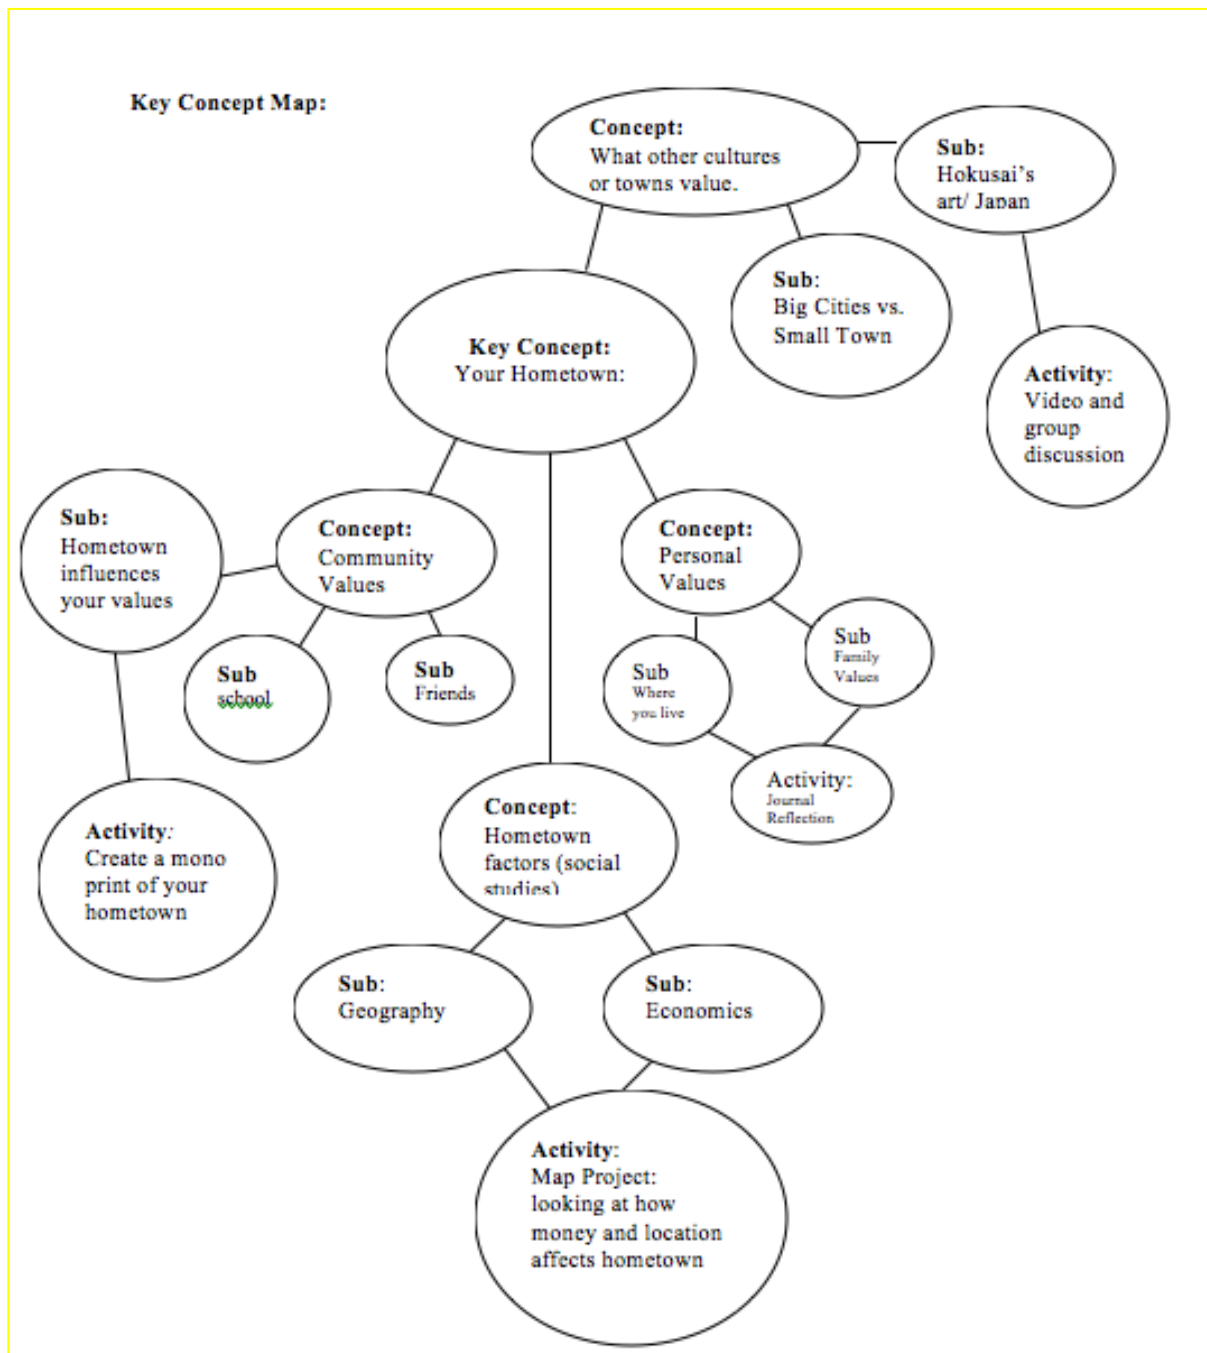 Key Concept Map:
Concept:
What other cultures
or towns value.
Sub:
Hokusai's
art/ Japan
Sub:
Big Cities vs.
Small Town
Key Concept:
Your Hometown:
Activity:
Video and
group
discussion
Sub:
Hometown
influences
your values
Concept:
Community
Values
Concept:
Personal
Values
Sub
school
Sub
Friends
Sub
Where
you live
Sub
Family
Values
Activity:
Journal
Reflection
Activity:
Create a mono
print of your
hometown
Concept:
Hometown
factors (social
studies)
Sub:
Geography
Sub:
Economics
Activity:
Map Project:
looking at how
money and location
affects hometown